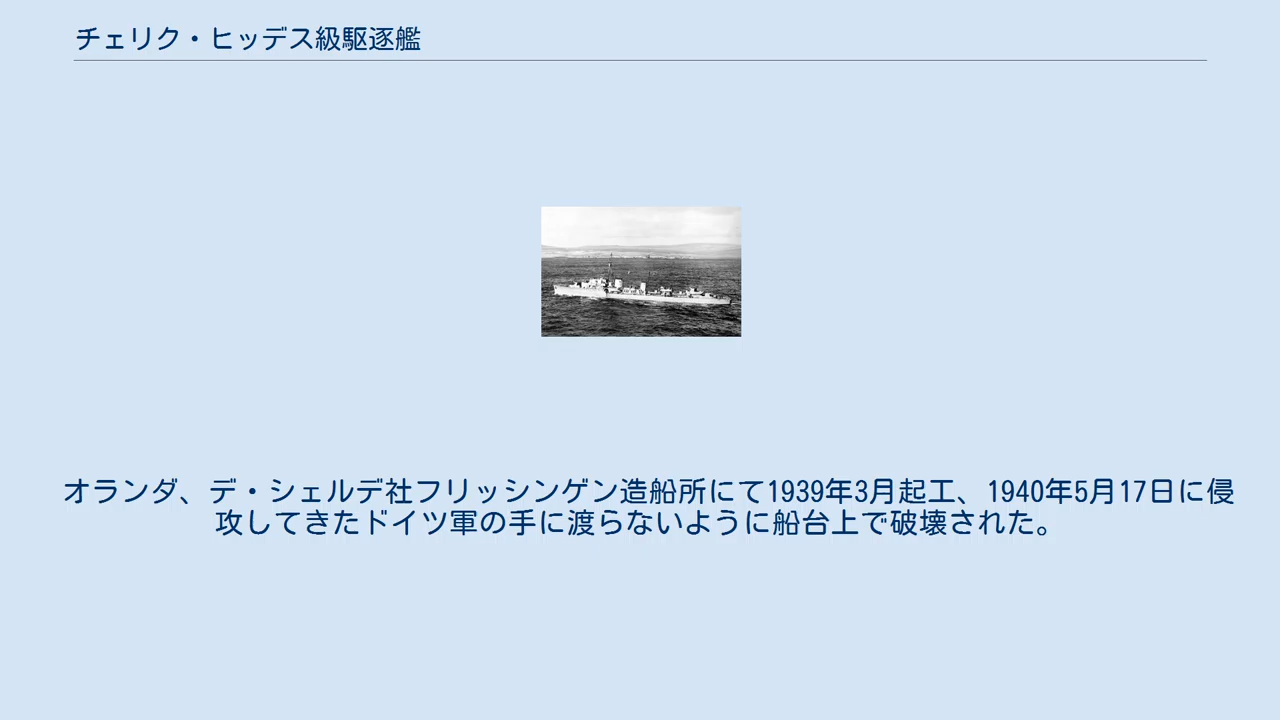 チェリク・ヒッデス級駆逐艦
オランダ、デ・シェルデ社フリッシンゲン造船所にて1939年3月起工、1940年5月17日に侵
攻してきたドイツ軍の手に渡らないように船台上で破壊された。